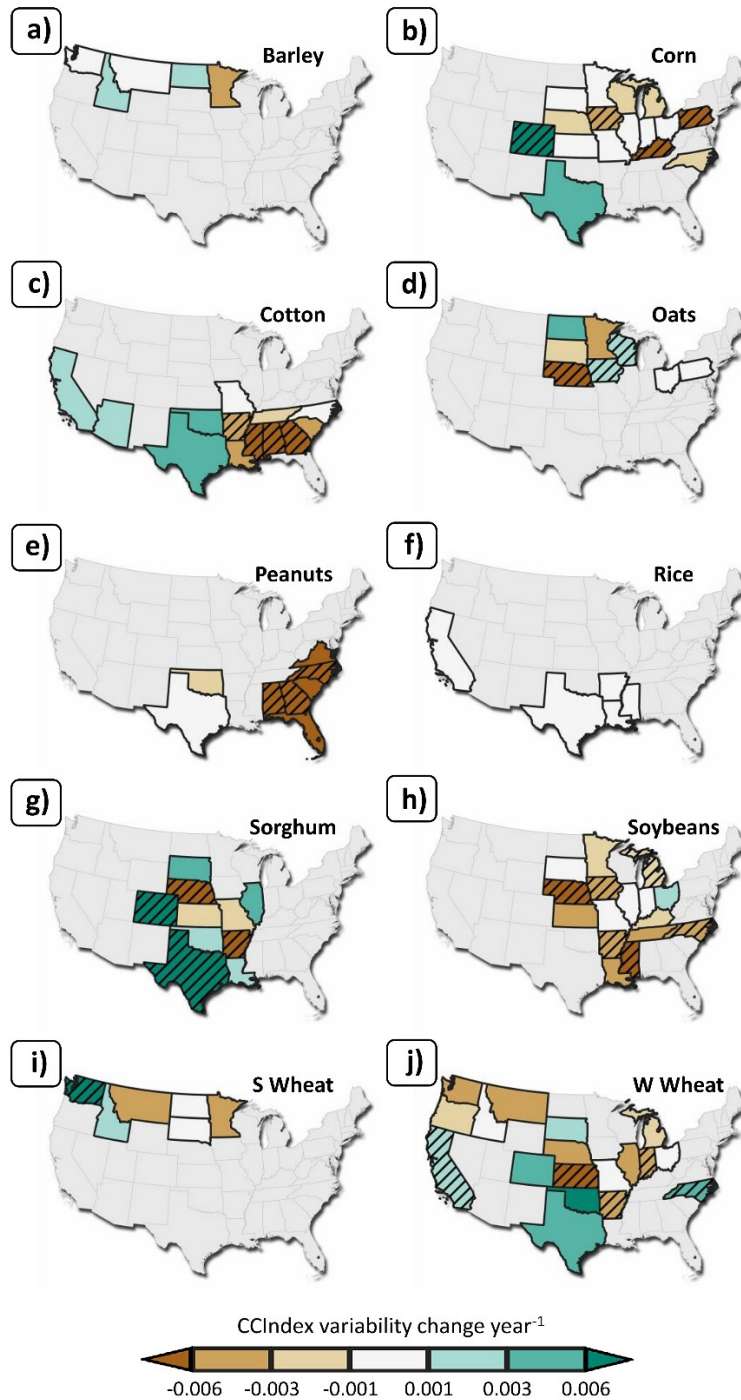 a)
Barley
b)
Corn
c)
Cotton
d)
Oats
e)
Peanuts
f)
Rice
g)
Sorghum
h)
Soybeans
i)
S Wheat
j)
W Wheat
CCIndex variability change year⁻¹
-0.006 -0.003 -0.001 0.001 0.003 0.006